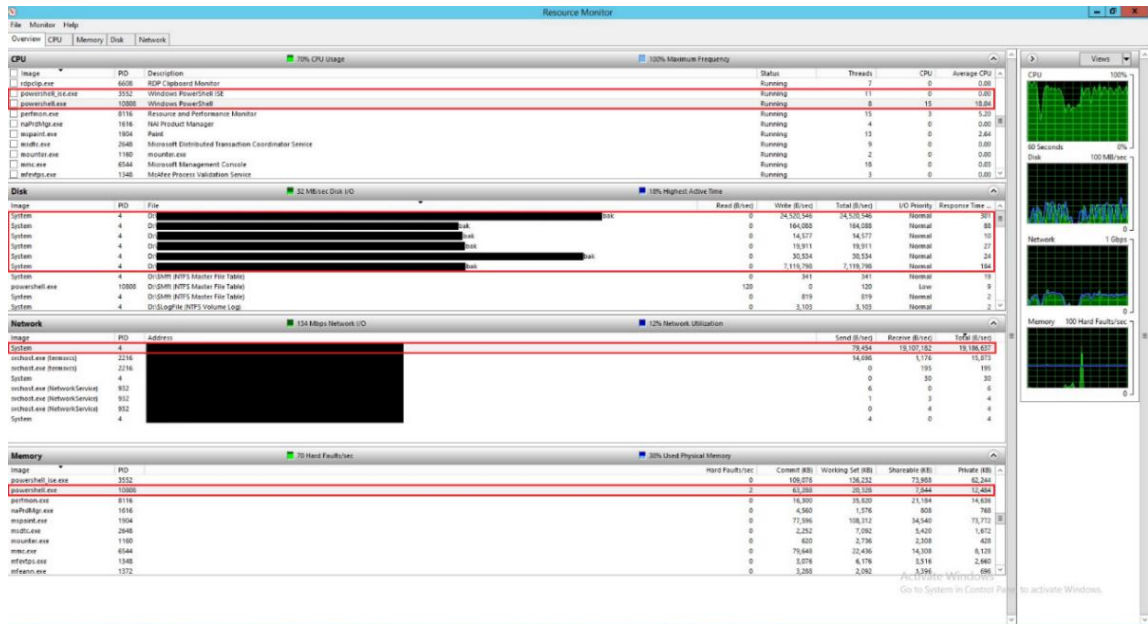 Resource Monitor
File Monitor Help
Overview CPU Memory Disk Network
CPU 70% CPU Usage 100% Maximum Frequency
Image PID Description Status Threads CPU Average CPU
rdpclip.exe 6608 RDP Clipboard Monitor Running 7 0 0.00
powershell_ise.exe 3552 Windows PowerShell ISE Running 11 0 0.00
powershell.exe 10808 Windows PowerShell Running 8 15 18.04
perfmon.exe 8116 Resource and Performance Monitor Running 15 3 5.20
naPrdMgr.exe 1616 NAI Product Manager Running 4 0 0.00
mspaint.exe 1904 Paint Running 13 0 2.64
msdtc.exe 2648 Microsoft Distributed Transaction Coordinator Service Running 9 0 0.00
mounter.exe 1160 mounter.exe Running 2 0 0.00
mmc.exe 6544 Microsoft Management Console Running 18 0 0.03
mfevtps.exe 1348 McAfee Process Validation Service Running 3 0 0.00
Disk 32 MB/sec Disk I/O 18% Highest Active Time
Image PID File Read (B/sec) Write (B/sec) Total (B/sec) I/O Priority Response Time ...
System 4 D:\ bak 0 24,520,546 24,520,546 Normal 301
System 4 D:\ bak 0 164,088 164,088 Normal 88
System 4 D:\ bak 0 14,577 14,577 Normal 10
System 4 D:\ bak 0 19,911 19,911 Normal 27
System 4 D:\ bak 0 30,534 30,534 Normal 24
System 4 D:\ bak 0 7,119,798 7,119,798 Normal 184
System 4 D:\$Mft (NTFS Master File Table) 0 341 341 Normal 19
powershell.exe 10808 D:\$Mft (NTFS Master File Table) 120 0 120 Low 9
System 4 D:\$Mft (NTFS Master File Table) 0 819 819 Normal 2
System 4 D:\$LogFile (NTFS Volume Log) 0 3,103 3,103 Normal 2
Network 134 Mbps Network I/O 12% Network Utilization
Image PID Address Send (B/sec) Receive (B/sec) Total (B/sec)
System 4 79,454 19,107,182 19,186,637
svchost.exe (termsvcs) 2216 14,698 1,176 15,873
svchost.exe (termsvcs) 2216 0 195 195
System 4 0 30 30
svchost.exe (NetworkService) 932 6 0 6
svchost.exe (NetworkService) 932 1 3 4
svchost.exe (NetworkService) 932 0 4 4
System 4 4 0 4
Memory 70 Hard Faults/sec 30% Used Physical Memory
Image PID Hard Faults/sec Commit (KB) Working Set (KB) Shareable (KB) Private (KB)
powershell_ise.exe 3552 0 109,076 136,232 73,988 62,244
powershell.exe 10808 2 63,288 20,328 7,844 12,484
perfmon.exe 8116 0 16,300 35,820 21,184 14,636
naPrdMgr.exe 1616 0 4,560 1,576 808 768
mspaint.exe 1904 0 77,596 108,312 34,540 73,772
msdtc.exe 2648 0 2,252 7,092 5,420 1,672
mounter.exe 1160 0 620 2,736 2,308 428
mmc.exe 6544 0 79,648 22,436 14,308 8,128
mfevtps.exe 1348 0 3,076 6,176 3,516 2,660
mfeann.exe 1372 0 3,288 2,092 1,396 696
Views
CPU 100%
60 Seconds 0%
Disk 100 MB/sec
0
Network 1 Gbps
0
Memory 100 Hard Faults/sec
0
Activate Windows
Go to System in Control Panel to activate Windows.